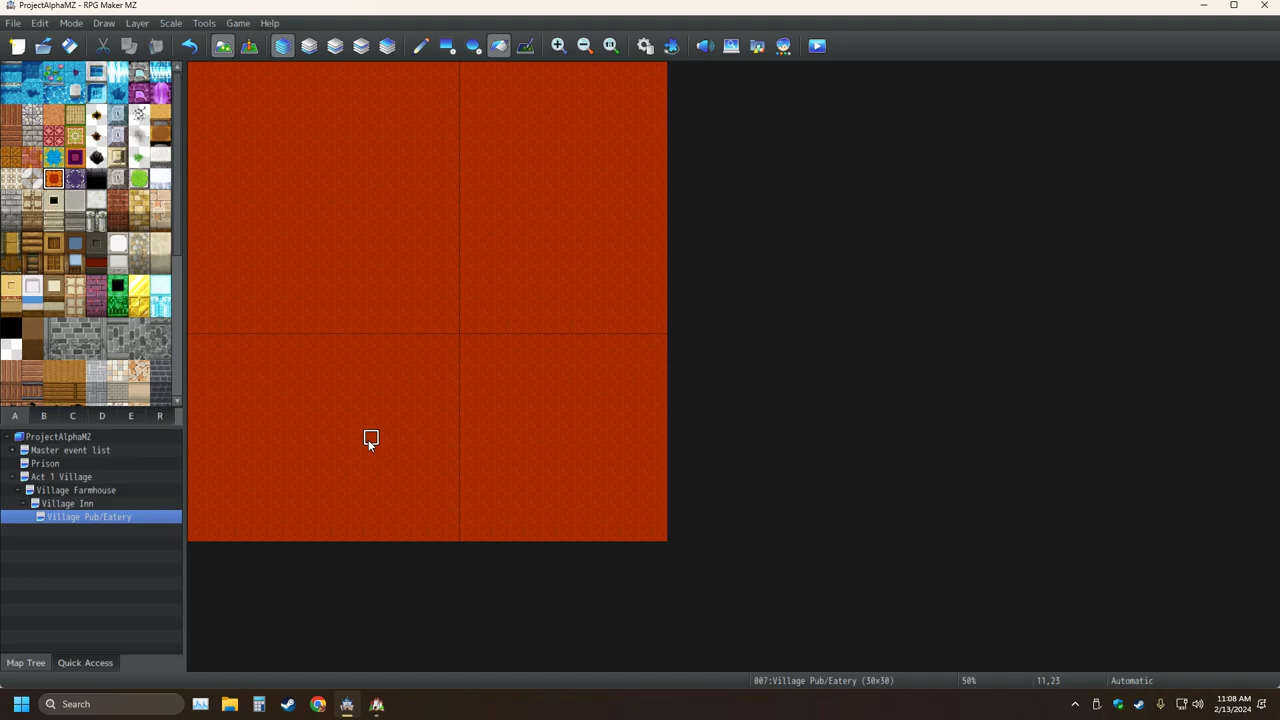 ProjectAlphaMZ - RPG Maker MZ
File Edit Mode Draw Layer Scale Tools Game Help
A B C D E R
ProjectAlphaMZ
Master event list
Prison
Act 1 Village
Village Farmhouse
Village Inn
Village Pub/Eatery
Map Tree Quick Access
007:Village Pub/Eatery (30×30) 50% 11,23 Automatic
Search
11:08 AM
2/13/2024